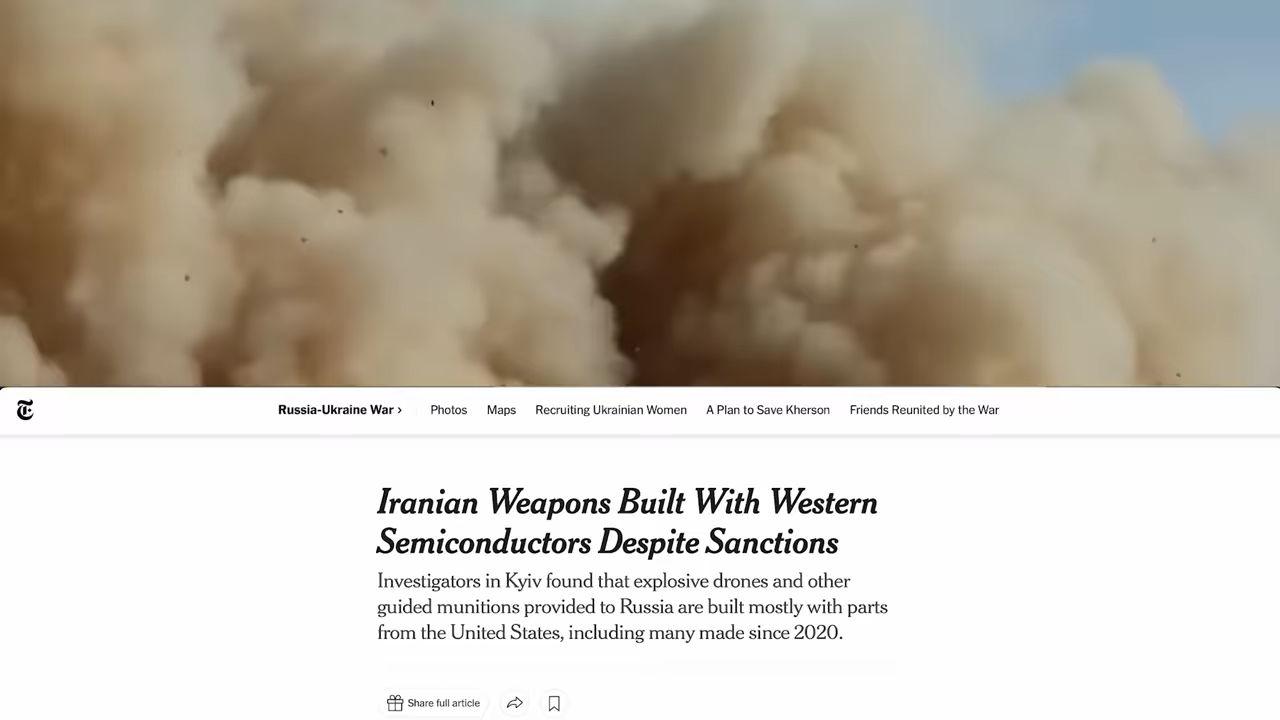 T
Russia-Ukraine War › Photos Maps Recruiting Ukrainian Women A Plan to Save Kherson Friends Reunited by the War
Iranian Weapons Built With Western
Semiconductors Despite Sanctions
Investigators in Kyiv found that explosive drones and other
guided munitions provided to Russia are built mostly with parts
from the United States, including many made since 2020.
Share full article